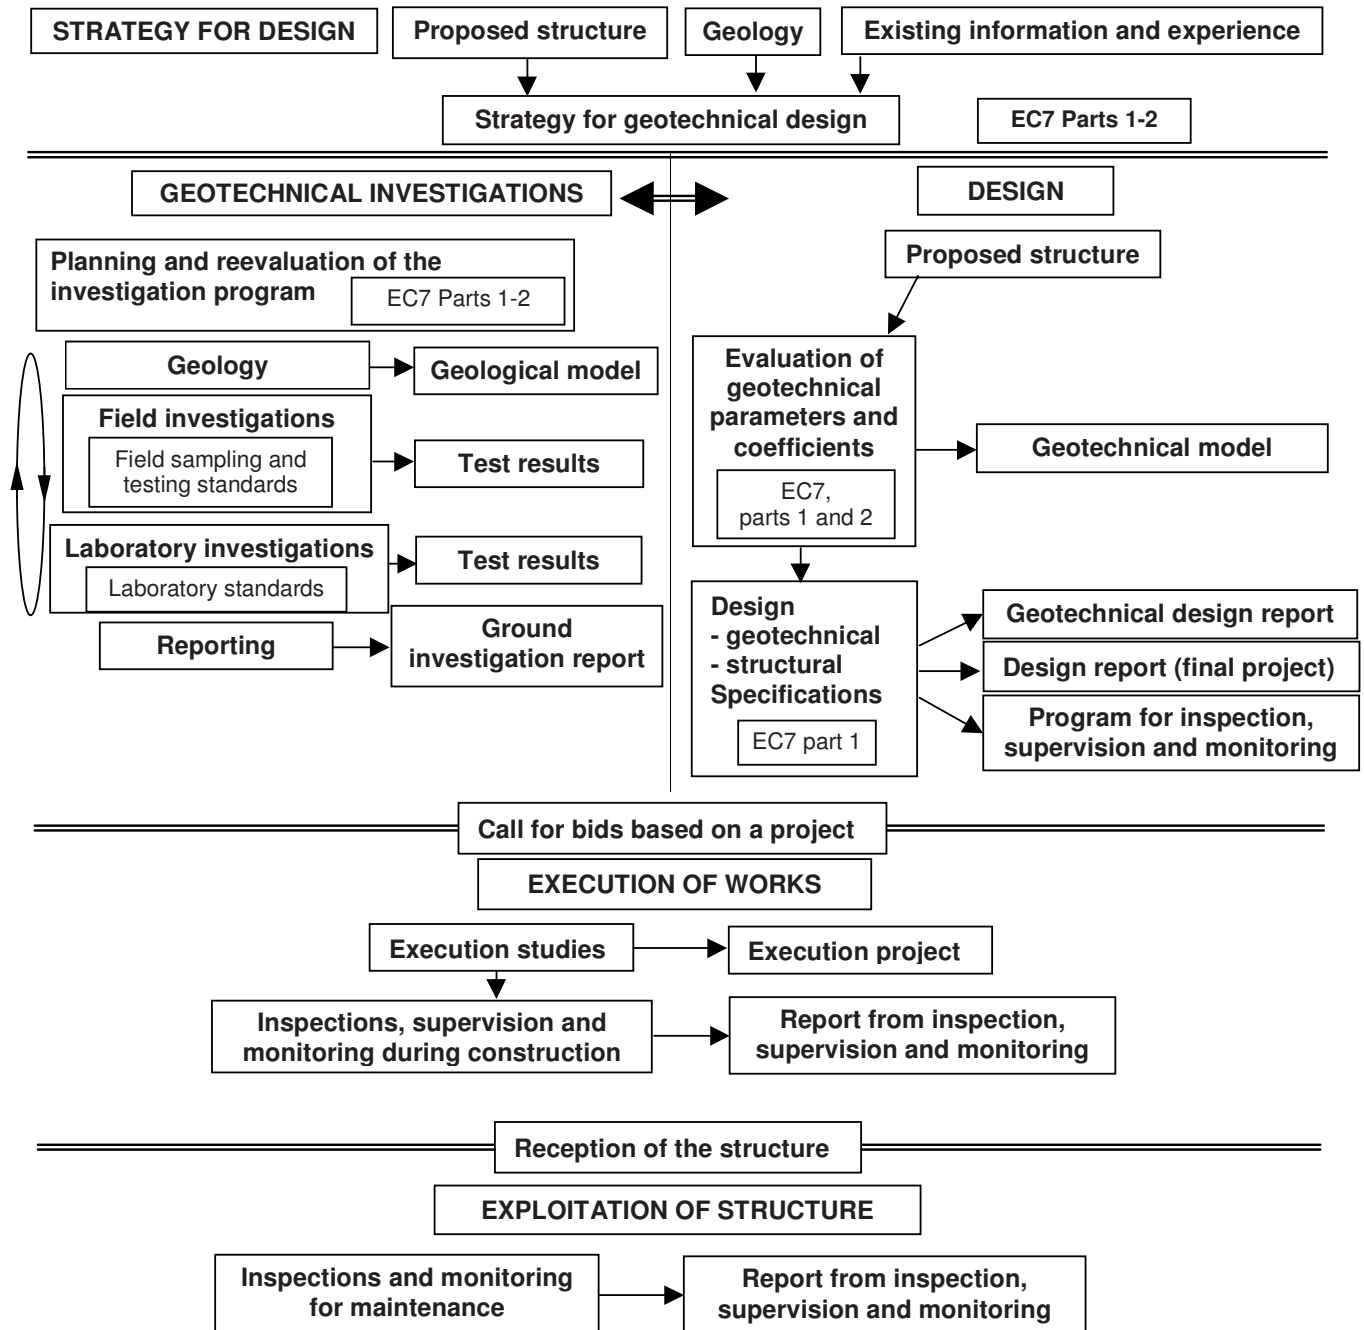 STRATEGY FOR DESIGN
Proposed structure
Geology
Existing information and experience
Strategy for geotechnical design
EC7 Parts 1-2
GEOTECHNICAL INVESTIGATIONS
DESIGN
Planning and reevaluation of the
investigation program
EC7 Parts 1-2
Geology
Geological model
Field investigations
Field sampling and
testing standards
Test results
Laboratory investigations
Laboratory standards
Test results
Reporting
Ground
investigation report
Proposed structure
Evaluation of
geotechnical
parameters and
coefficients
EC7,
parts 1 and 2
Geotechnical model
Design
- geotechnical
- structural
Specifications
EC7 part 1
Geotechnical design report
Design report (final project)
Program for inspection,
supervision and monitoring
Call for bids based on a project
EXECUTION OF WORKS
Execution studies
Execution project
Inspections, supervision and
monitoring during construction
Report from inspection,
supervision and monitoring
Reception of the structure
EXPLOITATION OF STRUCTURE
Inspections and monitoring
for maintenance
Report from inspection,
supervision and monitoring